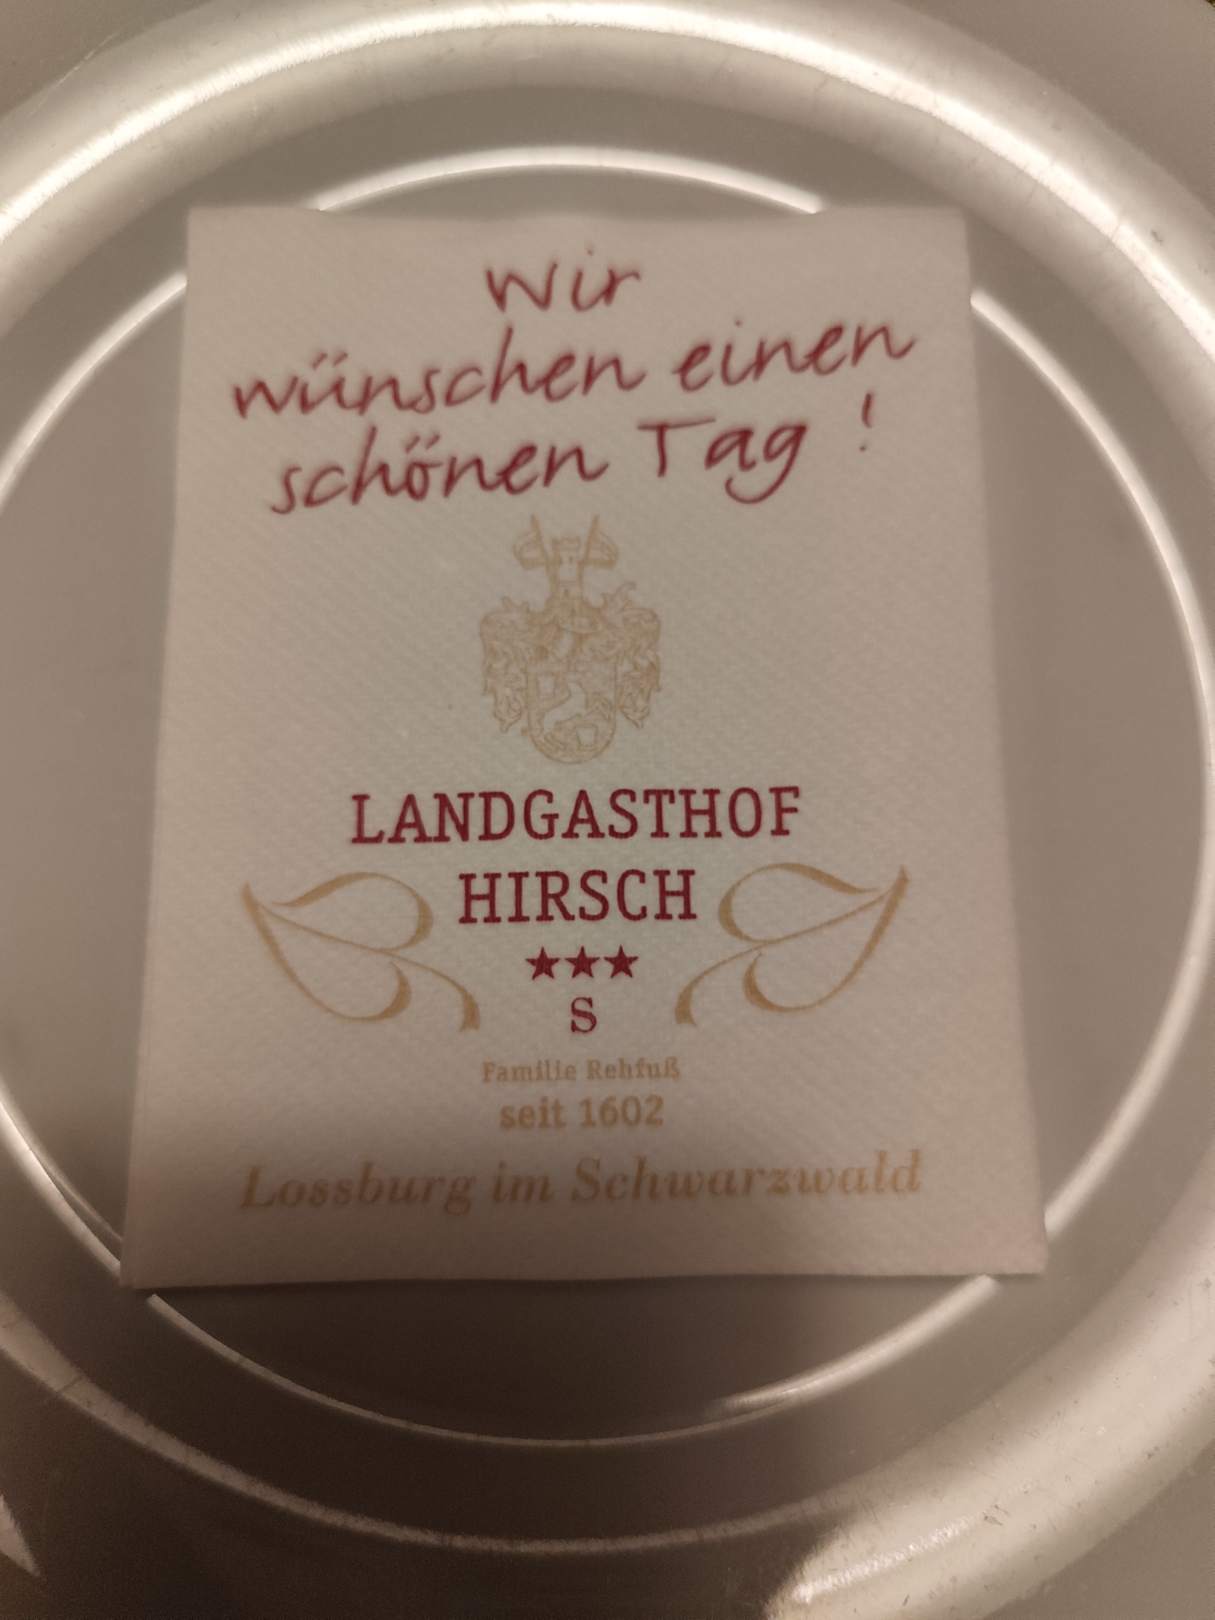 Wir
wünschen einen
schönen Tag !
LANDGASTHOF
HIRSCH
★★★
S
Familie Rehfuß
seit 1602
Lossburg im Schwarzwald